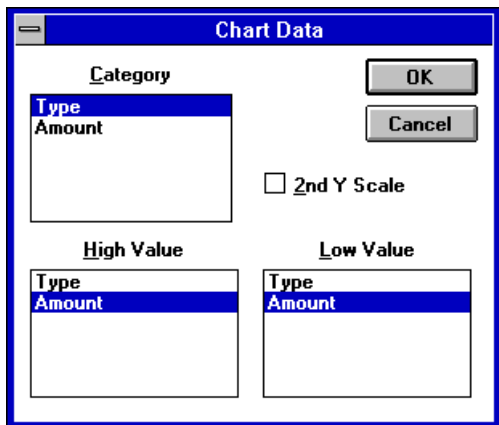 Chart Data
Category
Type
Amount
OK
Cancel
2nd Y Scale
High Value
Type
Amount
Low Value
Type
Amount